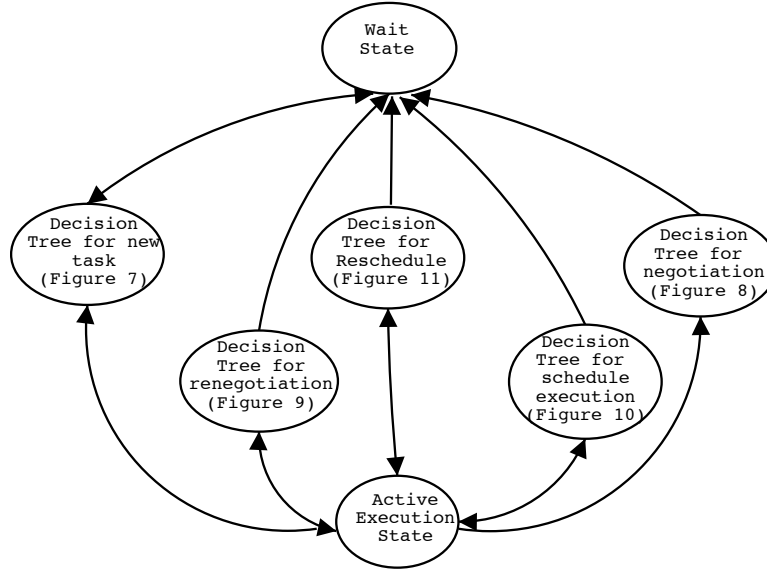 Wait
State
Decision
Tree for new
task
(Figure 7)
Decision
Tree for
Reschedule
(Figure 11)
Decision
Tree for
negotiation
(Figure 8)
Decision
Tree for
renegotiation
(Figure 9)
Decision
Tree for
schedule
execution
(Figure 10)
Active
Execution
State